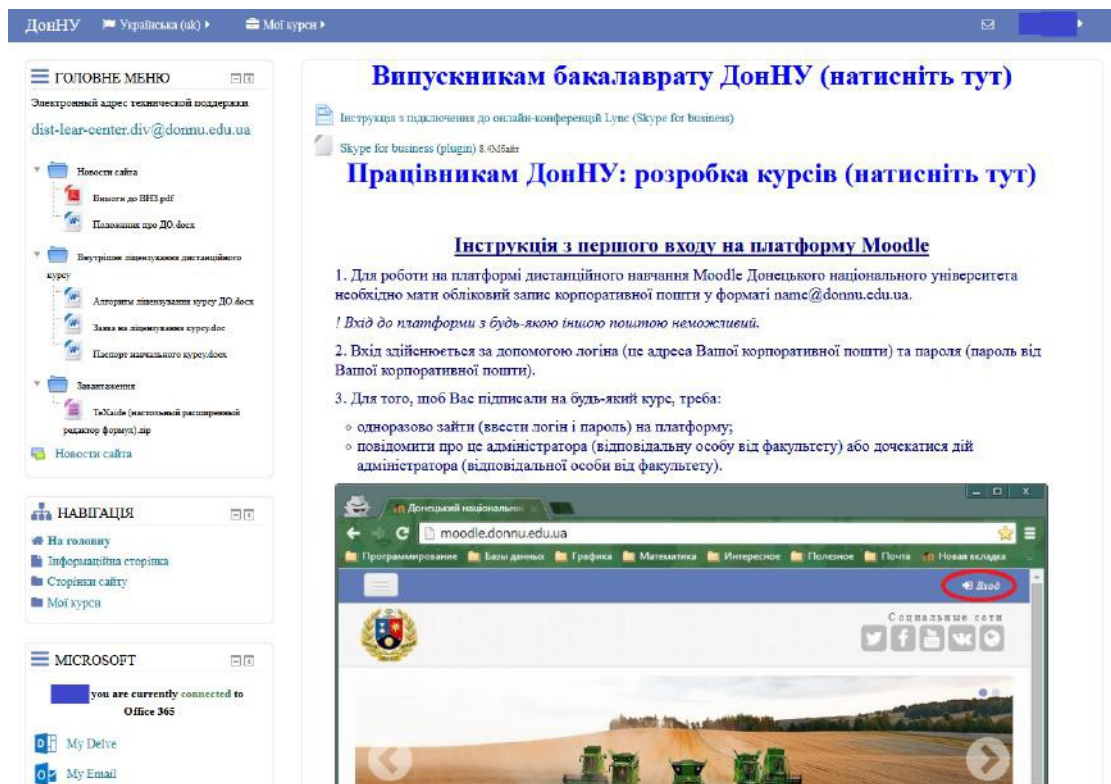 ДонНУ Українська (uk) Мої курси
ГОЛОВНЕ МЕНЮ
Электронный адрес технической поддержки
dist-lear-center.div@donnu.edu.ua
Новости сайта
Вимоги до ВНЗ.pdf
Положення про ДО.docx
Внутрішнє ліцензування дистанційного
курсу
Алгоритм ліцензування курсу ДО.docx
Заява на ліцензування курсу.doc
Паспорт навчального курсу.docx
Завантаження
TeXaide (настольный расширенный
редактор формул).zip
Новости сайта
НАВІГАЦІЯ
На головну
Інформаційна сторінка
Сторінки сайту
Мої курси
MICROSOFT
you are currently connected to
Office 365
My Delve
My Email
Випускникам бакалаврату ДонНУ (натисніть тут)
Інструкція з підключення до онлайн-конференцій Lync (Skype for business)
Skype for business (plugin) 8.4Мбайт
Працівникам ДонНУ: розробка курсів (натисніть тут)
Інструкція з першого входу на платформу Moodle
1. Для роботи на платформі дистанційного навчання Moodle Донецького національного університета
необхідно мати обліковий запис корпоративної пошти у форматі name@donnu.edu.ua.
! Вхід до платформи з будь-якою іншою поштою неможливий.
2. Вхід здійснюється за допомогою логіна (це адреса Вашої корпоративної пошти) та пароля (пароль від
Вашої корпоративної пошти).
3. Для того, щоб Вас підписали на будь-який курс, треба:
одноразово зайти (ввести логін і пароль) на платформу;
повідомити про це адміністратора (відповідальну особу від факультету) або дочекатися дій
адміністратора (відповідальної особи від факультету).
Донецький національни
moodle.donnu.edu.ua
Программирование Базы данных Графика Математика Интересное Полезное Почта Новая вкладка
Вход
Социальные сети